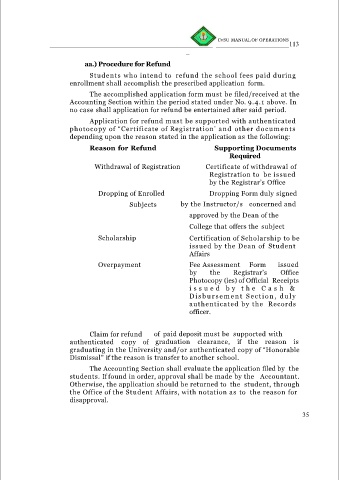 CNSU MANUAL OF OPERATIONS 113
aa.) Procedure for Refund
Students who intend to refund the school fees paid during
enrollment shall accomplish the prescribed application form.
The accomplished application form must be filed/received at the
Accounting Section within the period stated under No. 9.4.1 above. In
no case shall application for refund be entertained after said period.
Application for refund must be supported with authenticated
photocopy of "Certificate of Registration" and other documents
depending upon the reason stated in the application as the following:
Reason for Refund Supporting Documents
Required
Withdrawal of Registration Certificate of withdrawal of
Registration to be issued
by the Registrar's Office
Dropping of Enrolled Dropping Form duly signed
Subjects by the Instructor/s concerned and
approved by the Dean of the
College that offers the subject
Scholarship Certification of Scholarship to be
issued by the Dean of Student
Affairs
Overpayment Fee Assessment Form issued
by the Registrar's Office
Photocopy (ies) of Official Receipts
issued by the Cash &
Disbursement Section, duly
authenticated by the Records
officer.
Claim for refund of paid deposit must be supported with
authenticated copy of graduation clearance, if the reason is
graduating in the University and/or authenticated copy of "Honorable
Dismissal" if the reason is transfer to another school.
The Accounting Section shall evaluate the application filed by the
students. If found in order, approval shall be made by the Accountant.
Otherwise, the application should be returned to the student, through
the Office of the Student Affairs, with notation as to the reason for
disapproval.
35